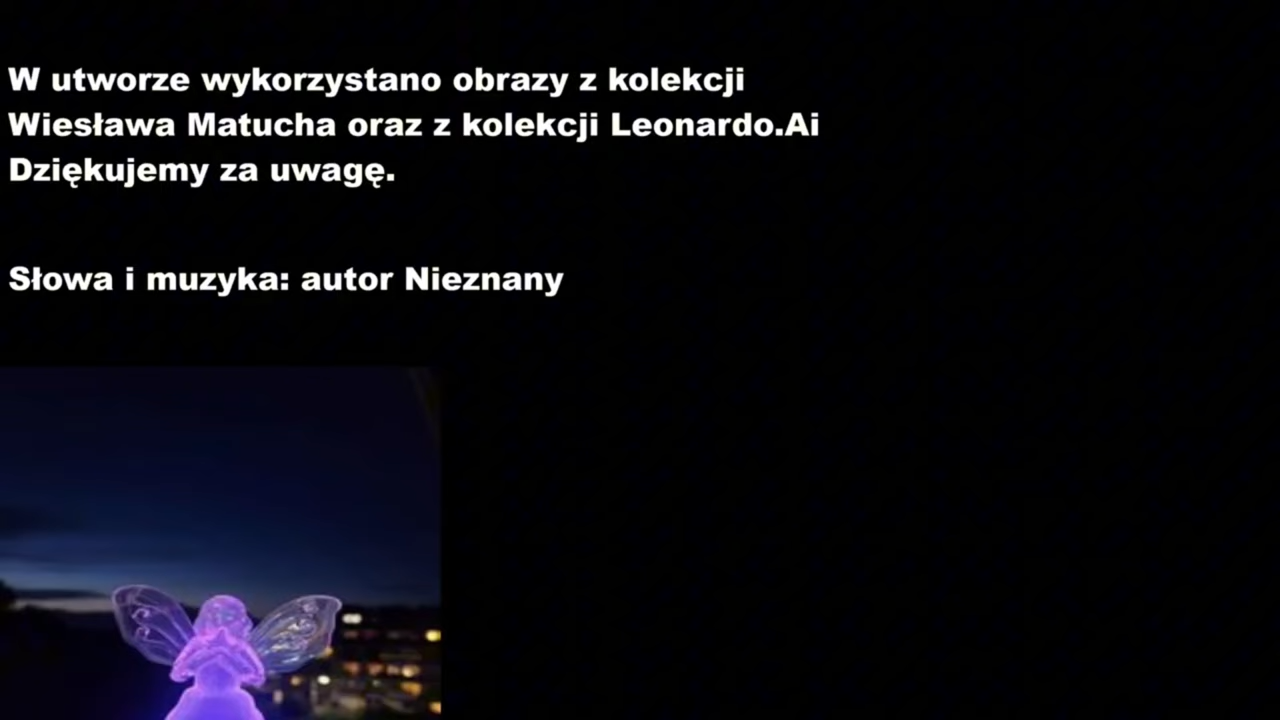 W utworze wykorzystano obrazy z kolekcji
Wiesława Matucha oraz z kolekcji Leonardo.Ai
Dziękujemy za uwagę.
Słowa i muzyka: autor Nieznany